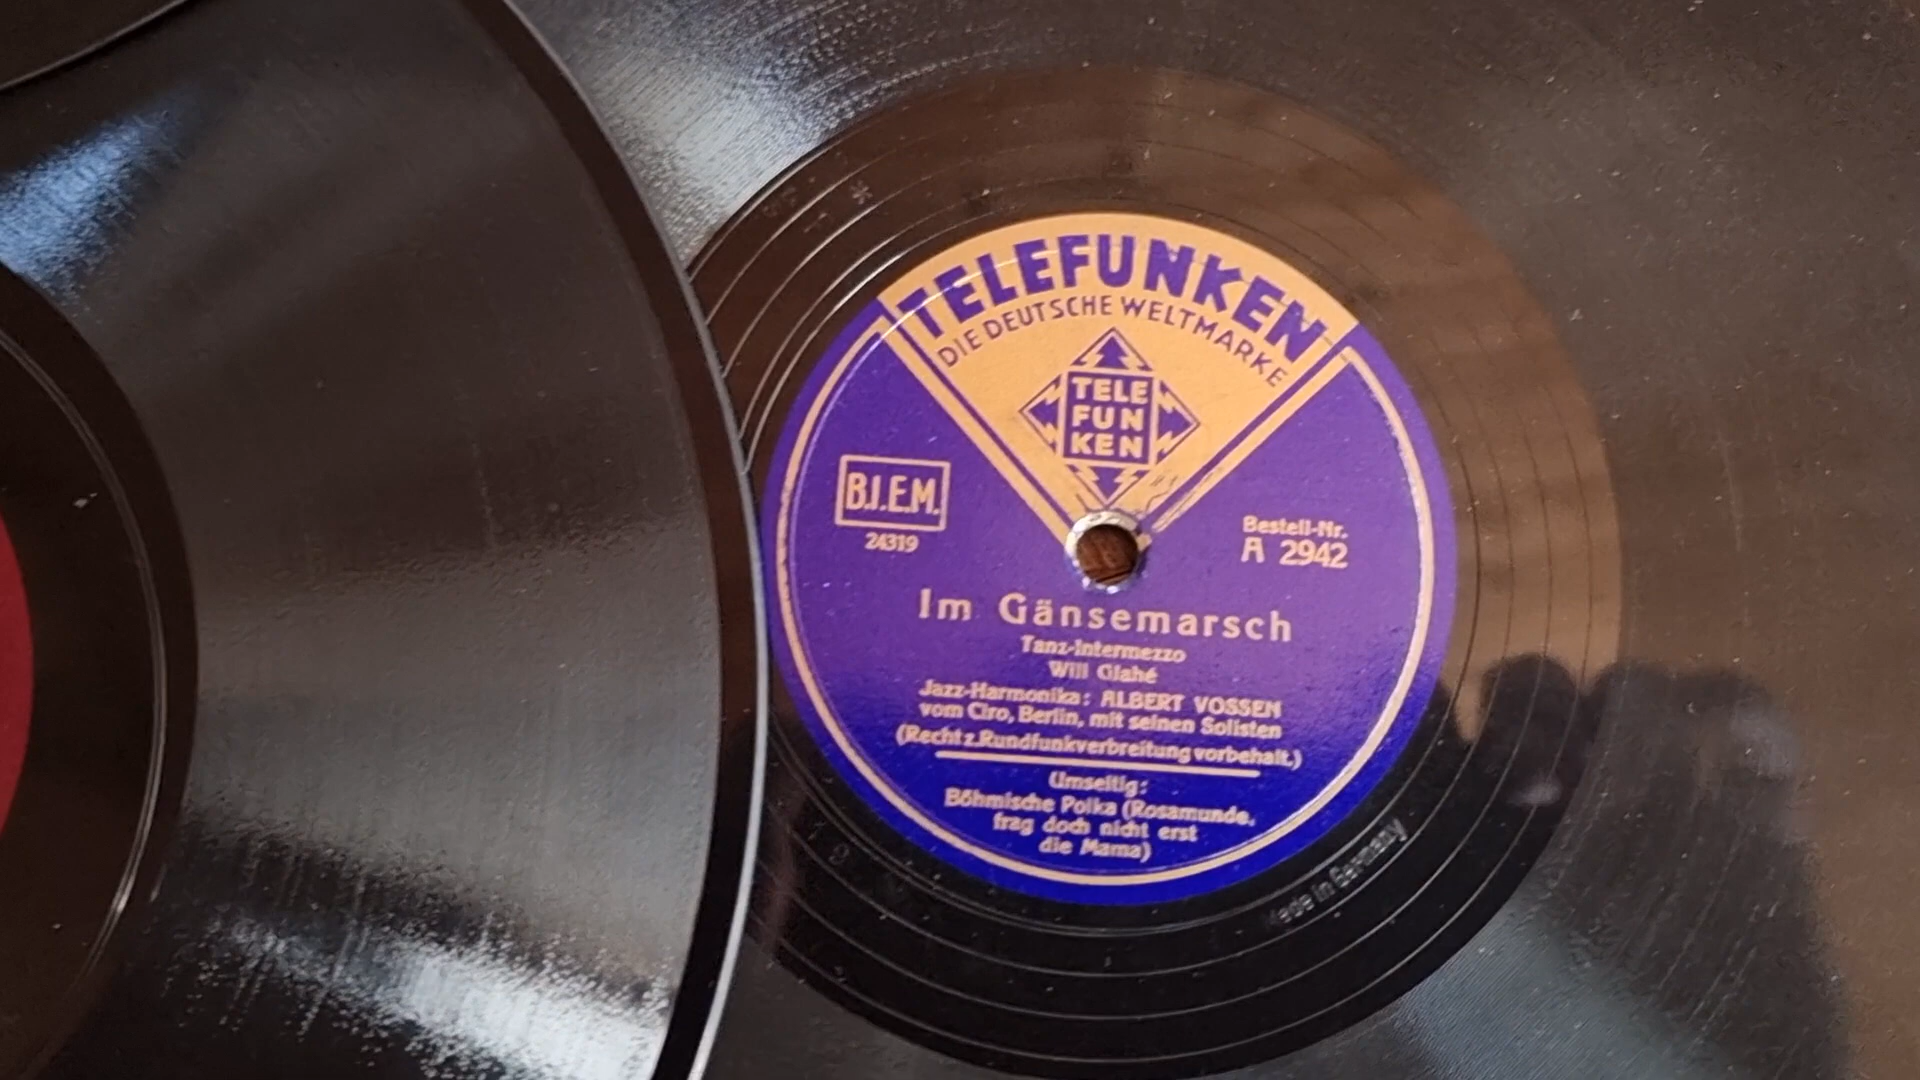 TELEFUNKEN
DIE DEUTSCHE WELTMARKE
TELE
FUN
KEN
B.I.E.M.
24319
Bestell-Nr.
A 2942
Im Gänsemarsch
Tanz-Intermezzo
Will Glahé
Jazz-Harmonika: ALBERT VOSSEN
vom Ciro, Berlin, mit seinen Solisten
(Recht z. Rundfunkverbreitung vorbehalt.)
Umseitig:
Böhmische Polka (Rosamunde,
frag doch nicht erst
die Mama)
Made in Germany